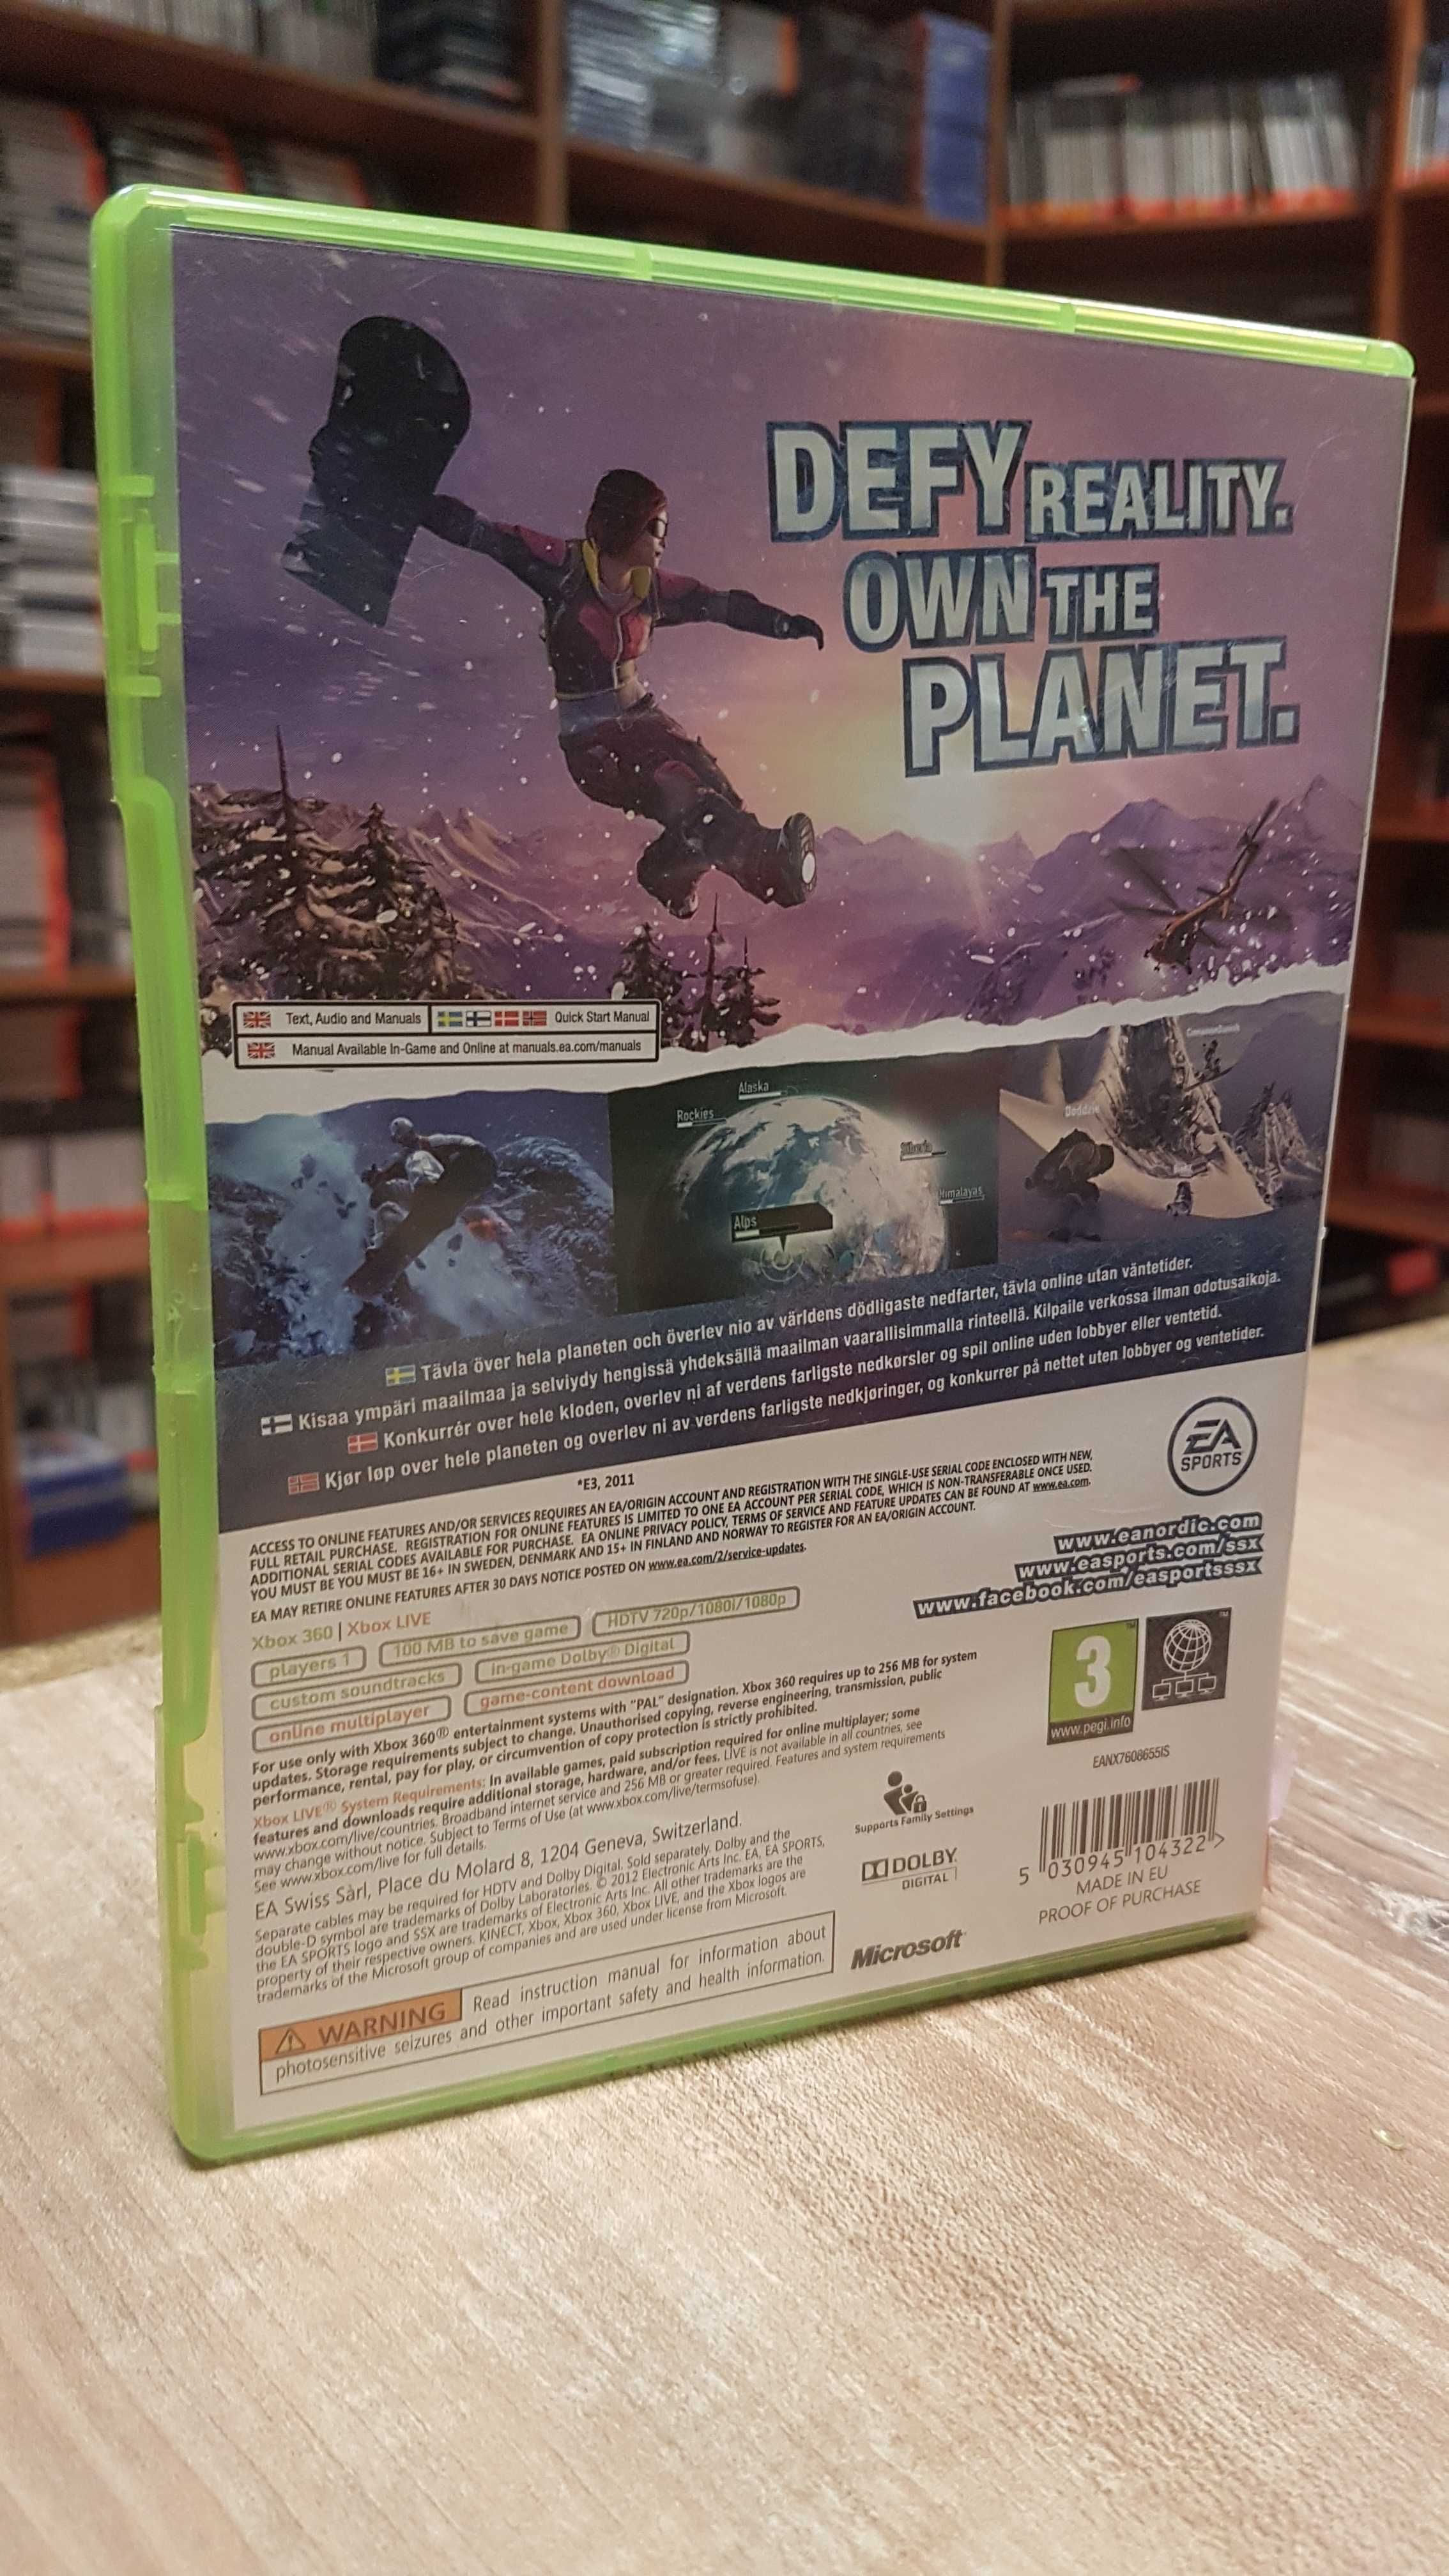 DEFY REALITY.
OWN THE
PLANET.
Text, Audio and Manuals
Quick Start Manual
Manual Available In-Game and Online at manuals.ea.com/manuals
Alaska
Rockies
Siberia
Himalayas
Alps
Tävla över hela planeten och överlev nio av världens dödligaste nedfarter, tävla online utan väntetider.
Kisaa ympäri maailmaa ja selviydy hengissä yhdeksällä maailman vaarallisimmalla rinteellä. Kilpaile verkossa ilman odotusaikoja.
Konkurrér over hele kloden, overlev ni af verdens farligste nedkørsler og spil online uden lobbyer eller ventetid.
Kjør løp over hele planeten og overlev ni av verdens farligste nedkjøringer, og konkurrer på nettet uten lobbyer og ventetider.
*E3, 2011
EA
SPORTS
ACCESS TO ONLINE FEATURES AND/OR SERVICES REQUIRES AN EA/ORIGIN ACCOUNT AND REGISTRATION WITH THE SINGLE-USE SERIAL CODE ENCLOSED WITH NEW,
FULL RETAIL PURCHASE. REGISTRATION FOR ONLINE FEATURES IS LIMITED TO ONE EA ACCOUNT PER SERIAL CODE, WHICH IS NON-TRANSFERABLE ONCE USED.
ADDITIONAL SERIAL CODES AVAILABLE FOR PURCHASE. EA ONLINE PRIVACY POLICY, TERMS OF SERVICE AND FEATURE UPDATES CAN BE FOUND AT www.ea.com.
YOU MUST BE YOU MUST BE 16+ IN SWEDEN, DENMARK AND 15+ IN FINLAND AND NORWAY TO REGISTER FOR AN EA/ORIGIN ACCOUNT.
EA MAY RETIRE ONLINE FEATURES AFTER 30 DAYS NOTICE POSTED ON www.ea.com/2/service-updates.
www.eanordic.com
www.easports.com/ssx
www.facebook.com/easportsssx
Xbox 360 | Xbox LIVE
players 1
100 MB to save game
HDTV 720p/1080i/1080p
custom soundtracks
in-game Dolby® Digital
online multiplayer
game-content download
For use only with Xbox 360® entertainment systems with "PAL" designation. Xbox 360 requires up to 256 MB for system
updates. Storage requirements subject to change. Unauthorised copying, reverse engineering, transmission, public
performance, rental, pay for play, or circumvention of copy protection is strictly prohibited.
Xbox LIVE® System Requirements: In available games, paid subscription required for online multiplayer; some
features and downloads require additional storage, hardware, and/or fees. LIVE is not available in all countries, see
www.xbox.com/live/countries. Broadband internet service and 256 MB or greater required. Features and system requirements
may change without notice. Subject to Terms of Use (at www.xbox.com/live/termsofuse).
See www.xbox.com/live for full details.
EA Swiss Sàrl, Place du Molard 8, 1204 Geneva, Switzerland.
Separate cables may be required for HDTV and Dolby Digital. Sold separately. Dolby and the
double-D symbol are trademarks of Dolby Laboratories. © 2012 Electronic Arts Inc. EA, EA SPORTS,
the EA SPORTS logo and SSX are trademarks of Electronic Arts Inc. All other trademarks are the
property of their respective owners. KINECT, Xbox, Xbox 360, Xbox LIVE, and the Xbox logos are
trademarks of the Microsoft group of companies and are used under license from Microsoft.
WARNING Read instruction manual for information about
photosensitive seizures and other important safety and health information.
3
www.pegi.info
EANX7608655IS
Supports Family Settings
DOLBY
DIGITAL
Microsoft
5 030945 104322 >
MADE IN EU
PROOF OF PURCHASE